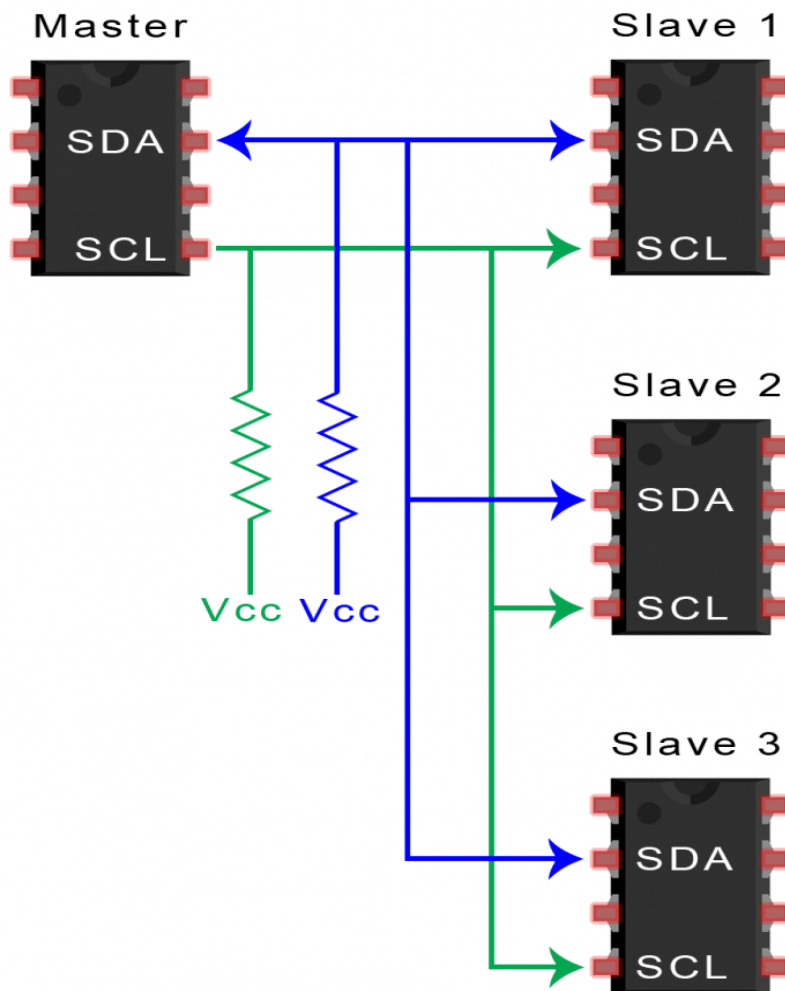 Master
Slave 1
SDA
SDA
SCL
SCL
Slave 2
SDA
Vcc Vcc
SCL
Slave 3
SDA
SCL